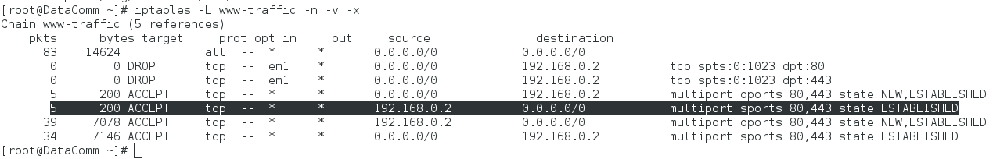 [root@DataComm ~]# iptables -L www-traffic -n -v -x
Chain www-traffic (5 references)
pkts bytes target prot opt in out source destination
83 14624 all -- * * 0.0.0.0/0 0.0.0.0/0
0 0 DROP tcp -- em1 * 0.0.0.0/0 192.168.0.2 tcp spts:0:1023 dpt:80
0 0 DROP tcp -- em1 * 0.0.0.0/0 192.168.0.2 tcp spts:0:1023 dpt:443
5 200 ACCEPT tcp -- * * 0.0.0.0/0 192.168.0.2 multiport dports 80,443 state NEW,ESTABLISHED
5 200 ACCEPT tcp -- * * 192.168.0.2 0.0.0.0/0 multiport sports 80,443 state ESTABLISHED
39 7078 ACCEPT tcp -- * * 192.168.0.2 0.0.0.0/0 multiport dports 80,443 state NEW,ESTABLISHED
34 7146 ACCEPT tcp -- * * 0.0.0.0/0 192.168.0.2 multiport sports 80,443 state ESTABLISHED
[root@DataComm ~]#